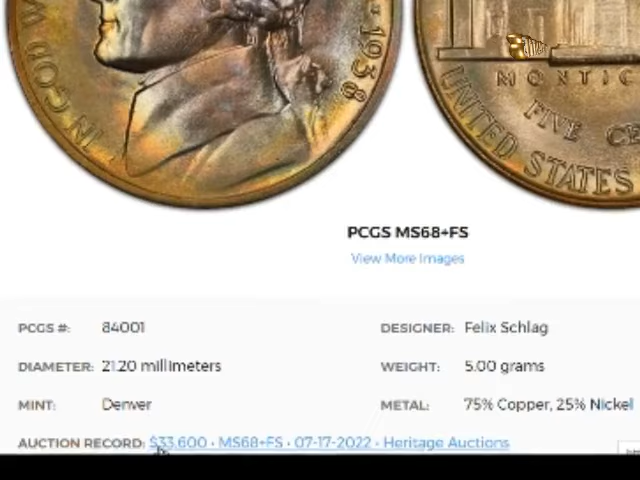 IN GOD W
1938
MONTIC
FIVE CE
UNITED STATES
PCGS MS68+FS
View More Images
PCGS #: 84001
DESIGNER: Felix Schlag
DIAMETER: 21.20 millimeters
WEIGHT: 5.00 grams
MINT: Denver
METAL: 75% Copper, 25% Nickel
AUCTION RECORD: $33,600 • MS68+FS • 07-17-2022 • Heritage Auctions